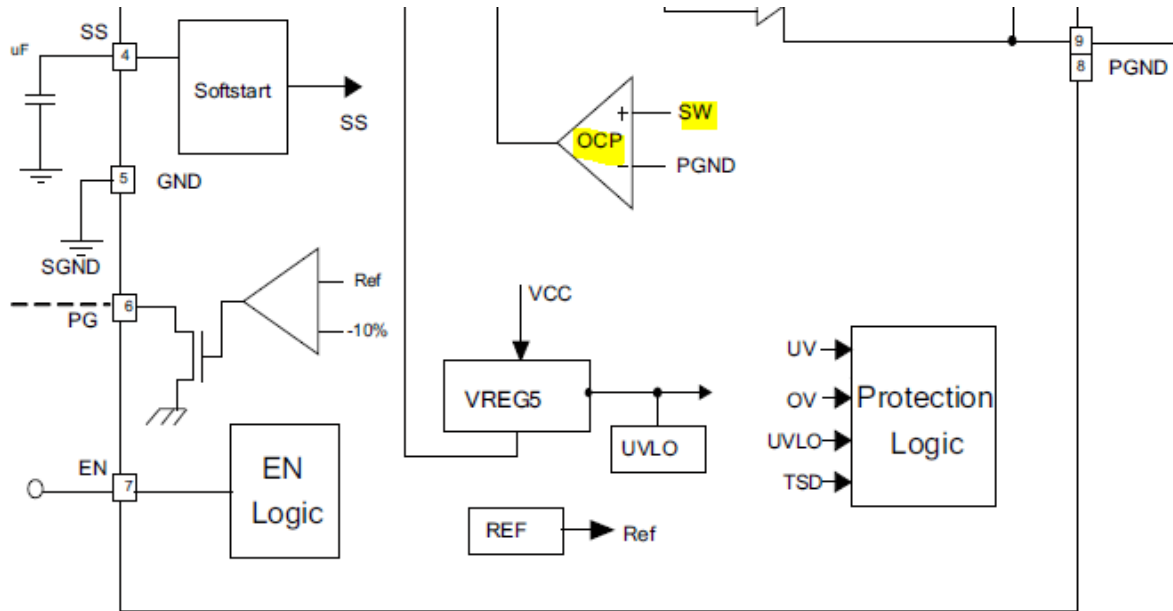 SS
uF
4
Softstart
SS
9
8
PGND
+
SW
OCP
-
PGND
5
GND
SGND
6
PG
Ref
-10%
VCC
VREG5
UVLO
UV
OV
UVLO
TSD
Protection
Logic
EN
7
EN
Logic
REF
Ref